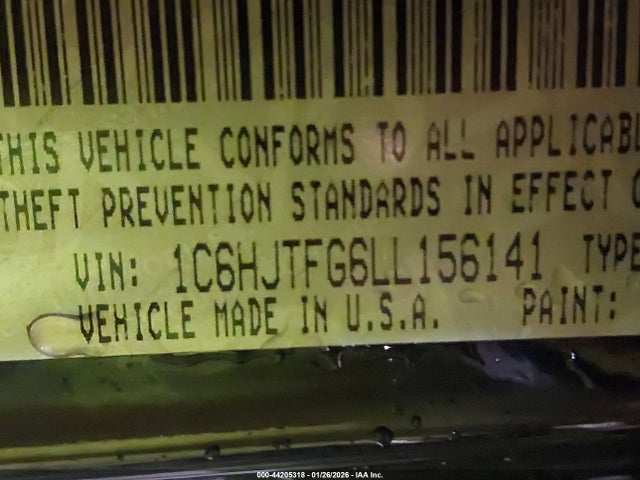 THIS VEHICLE CONFORMS TO ALL APPLICABL
THEFT PREVENTION STANDARDS IN EFFECT O
VIN: 1C6HJTFG6LL156141 TYPE
VEHICLE MADE IN U.S.A. PAINT:
000-44205318 - 01/26/2026 - IAA Inc.